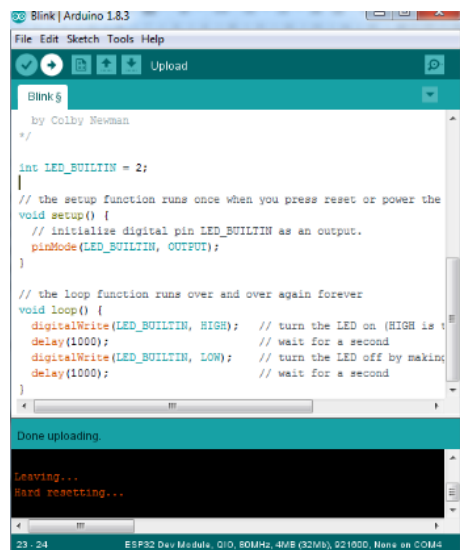 Blink | Arduino 1.8.3
File Edit Sketch Tools Help
Upload
Blink §
by Colby Newman
*/
int LED_BUILTIN = 2;
// the setup function runs once when you press reset or power the
void setup() {
// initialize digital pin LED_BUILTIN as an output.
pinMode(LED_BUILTIN, OUTPUT);
}
// the loop function runs over and over again forever
void loop() {
digitalWrite(LED_BUILTIN, HIGH); // turn the LED on (HIGH is t
delay(1000); // wait for a second
digitalWrite(LED_BUILTIN, LOW); // turn the LED off by making
delay(1000); // wait for a second
}
Done uploading.
Leaving...
Hard resetting...
23 - 24 ESP32 Dev Module, QIO, 80MHz, 4MB (32Mb), 921600, None on COM4